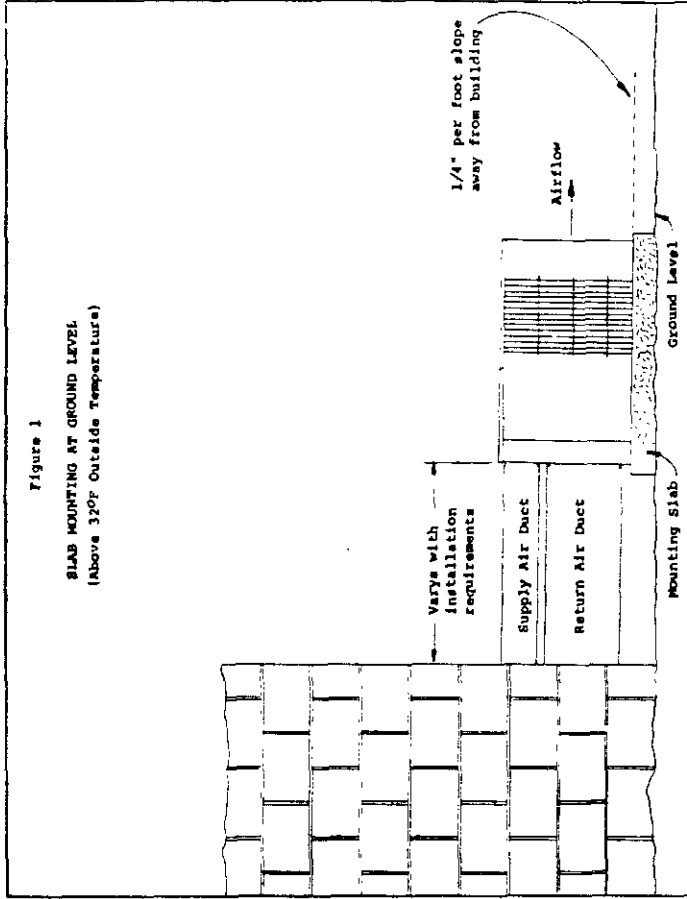 Figure 1
SLAB MOUNTING AT GROUND LEVEL
(Above 32°F Outside Temperature)
Varys with
installation
requirements
Supply Air Duct
Return Air Duct
1/4" per foot slope
away from building
Airflow
Mounting Slab
Ground Level